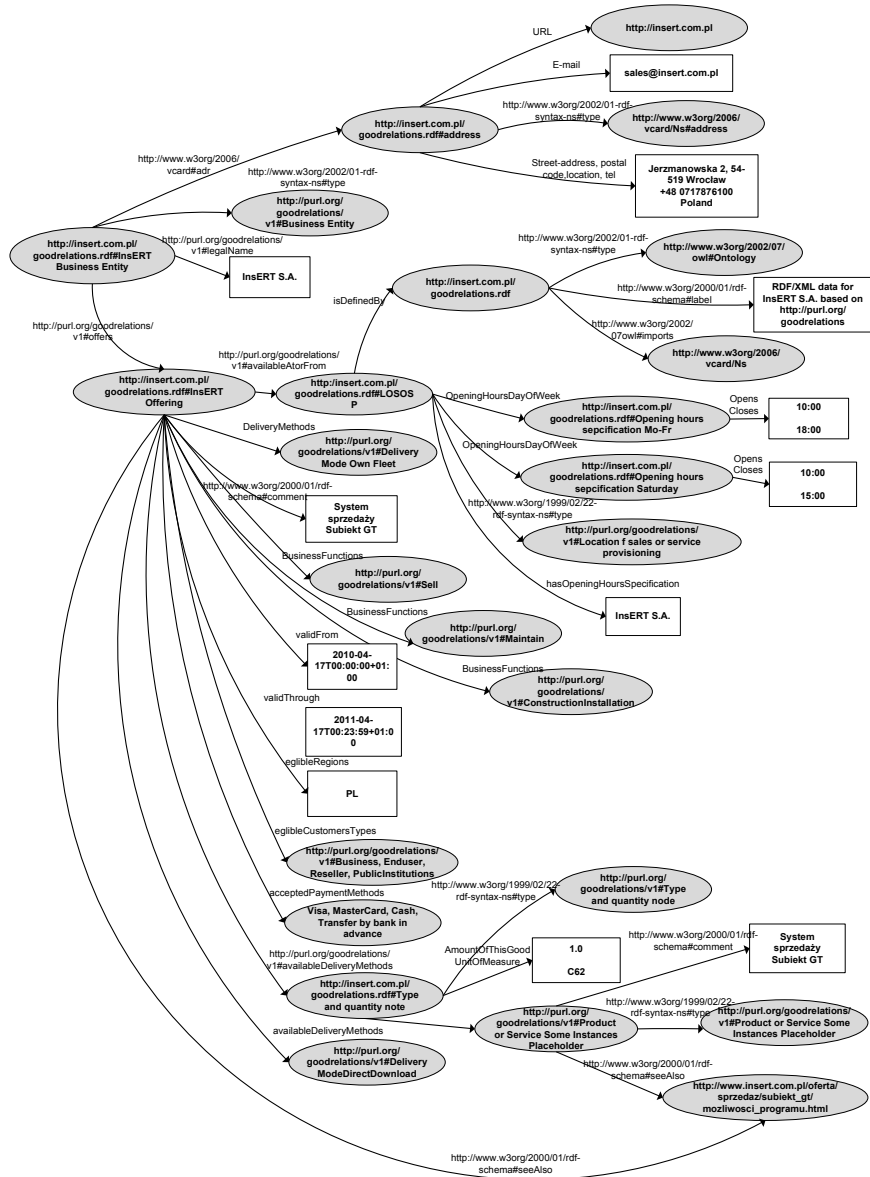 URL
http://insert.com.pl
E-mail
sales@insert.com.pl
http://www.w3org/2002/01-rdf-
syntax-ns#type
http://insert.com.pl/
goodrelations.rdf#address
http://www.w3org/2006/
vcard/Ns#address
http://www.w3org/2006/
vcard#adr
Street-address, postal
code,location, tel
Jerzmanowska 2, 54-
519 Wrocław
+48 0717876100
Poland
http://www.w3org/2002/01-rdf-
syntax-ns#type
http://purl.org/
goodrelations/
v1#Business Entity
http://insert.com.pl/
goodrelations.rdf#InsERT
Business Entity
http://purl.org/goodrelations/
v1#legalName
InsERT S.A.
http://www.w3org/2002/01-rdf-
syntax-ns#type
http://www.w3org/2002/07/
owl#Ontology
isDefinedBy
http://insert.com.pl/
goodrelations.rdf
http://www.w3org/2000/01/rdf-
schema#label
RDF/XML data for
InsERT S.A. based on
http://purl.org/
goodrelations
http://purl.org/goodrelations/
v1#offers
http://www.w3org/2002/
07owl#imports
http://www.w3org/2006/
vcard/Ns
http://purl.org/goodrelations/
v1#availableAtorFrom
http://insert.com.pl/
goodrelations.rdf#InsERT
Offering
http://insert.com.pl/
goodrelations.rdf#LOSOS
P
OpeningHoursDayOfWeek
http://insert.com.pl/
goodrelations.rdf#Opening hours
sepcification Mo-Fr
Opens
Closes
10:00
18:00
DeliveryMethods
http://purl.org/
goodrelations/v1#Delivery
Mode Own Fleet
OpeningHoursDayOfWeek
http://insert.com.pl/
goodrelations.rdf#Opening hours
sepcification Saturday
Opens
Closes
10:00
15:00
http://www.w3org/2000/01/rdf-
schema#comment
System
sprzedaży
Subiekt GT
http://www.w3org/1999/02/22-
rdf-syntax-ns#type
http://purl.org/goodrelations/
v1#Location f sales or service
provisioning
BusinessFunctions
http://purl.org/
goodrelations/v1#Sell
hasOpeningHoursSpecification
InsERT S.A.
BusinessFunctions
http://purl.org/
goodrelations/v1#Maintain
validFrom
2010-04-
17T00:00:00+01:
00
BusinessFunctions
http://purl.org/
goodrelations/
v1#ConstructionInstallation
validThrough
2011-04-
17T00:23:59+01:0
0
eglibleRegions
PL
eglibleCustomersTypes
http://purl.org/goodrelations/
v1#Business, Enduser,
Reseller, PublicInstitutions
http://www.w3org/1999/02/22-
rdf-syntax-ns#type
http://purl.org/
goodrelations/v1#Type
and quantity node
acceptedPaymentMethods
Visa, MasterCard, Cash,
Transfer by bank in
advance
AmountOfThisGood
UnitOfMeasure
1.0
C62
http://www.w3org/2000/01/rdf-
schema#comment
System
sprzedaży
Subiekt GT
http://purl.org/goodrelations/
v1#availableDeliveryMethods
http://insert.com.pl/
goodrelations.rdf#Type
and quantity note
http://purl.org/
goodrelations/v1#Product
or Service Some Instances
Placeholder
http://www.w3org/1999/02/22-
rdf-syntax-ns#type
http://purl.org/goodrelations/
v1#Product or Service Some
Instances Placeholder
availableDeliveryMethods
http://purl.org/
goodrelations/v1#Delivery
ModeDirectDownload
http://www.w3org/2000/01/rdf-
schema#seeAlso
http://www.insert.com.pl/oferta/
sprzedaz/subiekt_gt/
mozliwosci_programu.html
http://www.w3org/2000/01/rdf-
schema#seeAlso